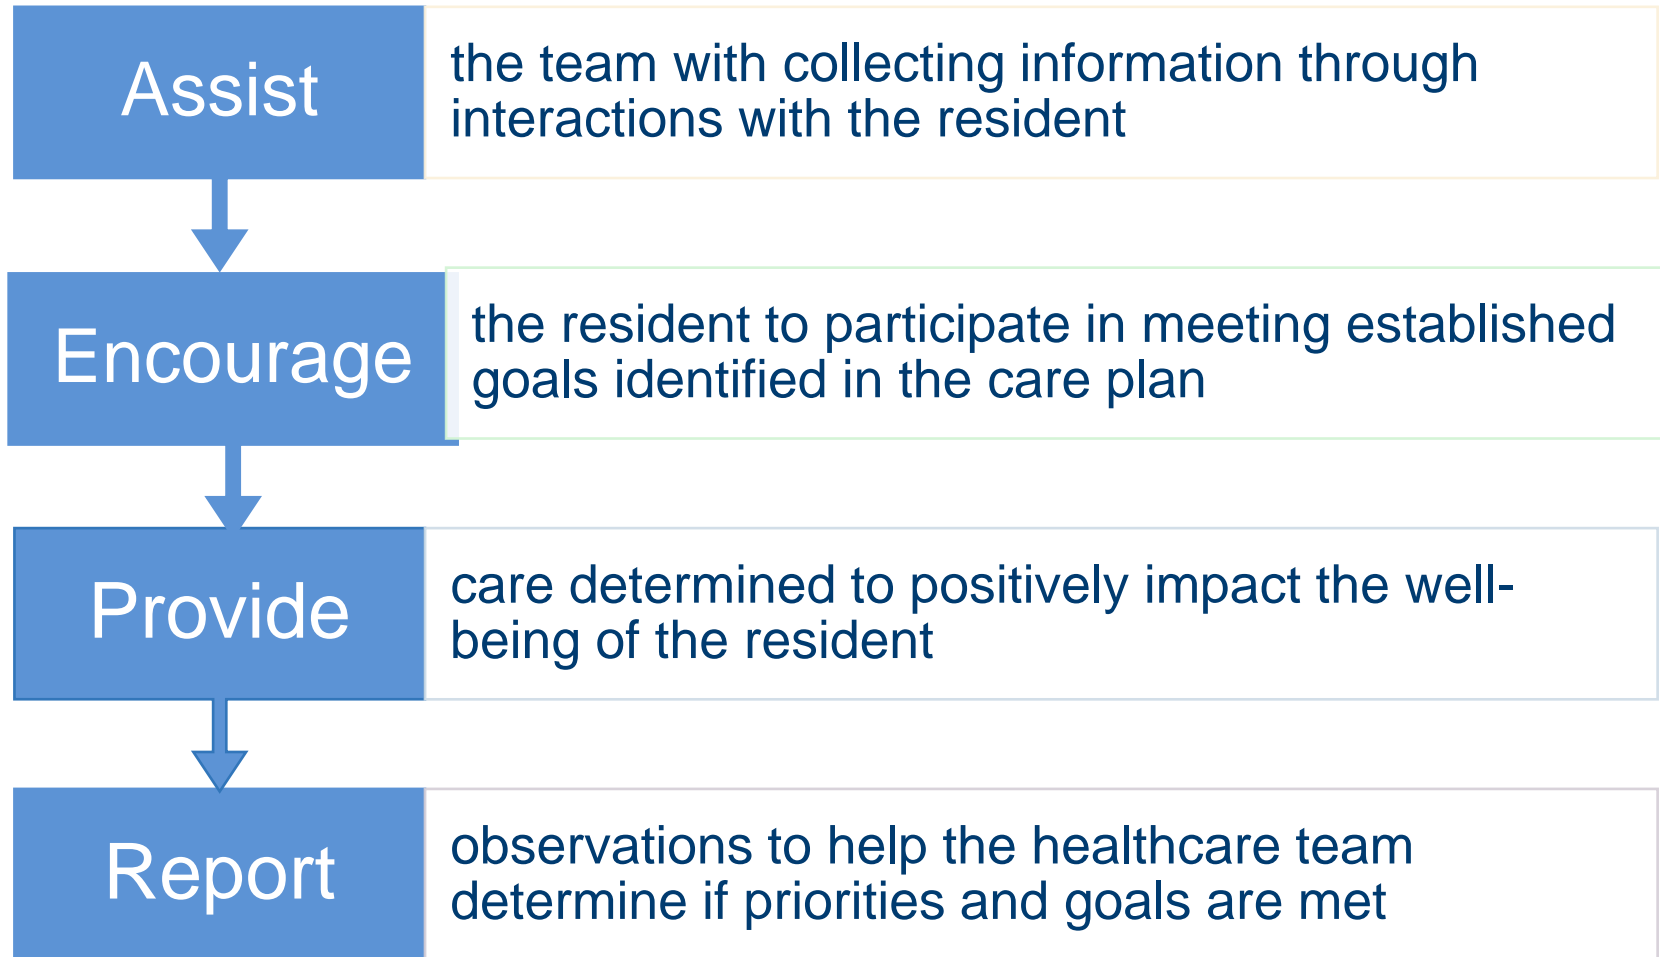 Assist
the team with collecting information through
interactions with the resident
Encourage
the resident to participate in meeting established
goals identified in the care plan
Provide
care determined to positively impact the well-
being of the resident
Report
observations to help the healthcare team
determine if priorities and goals are met